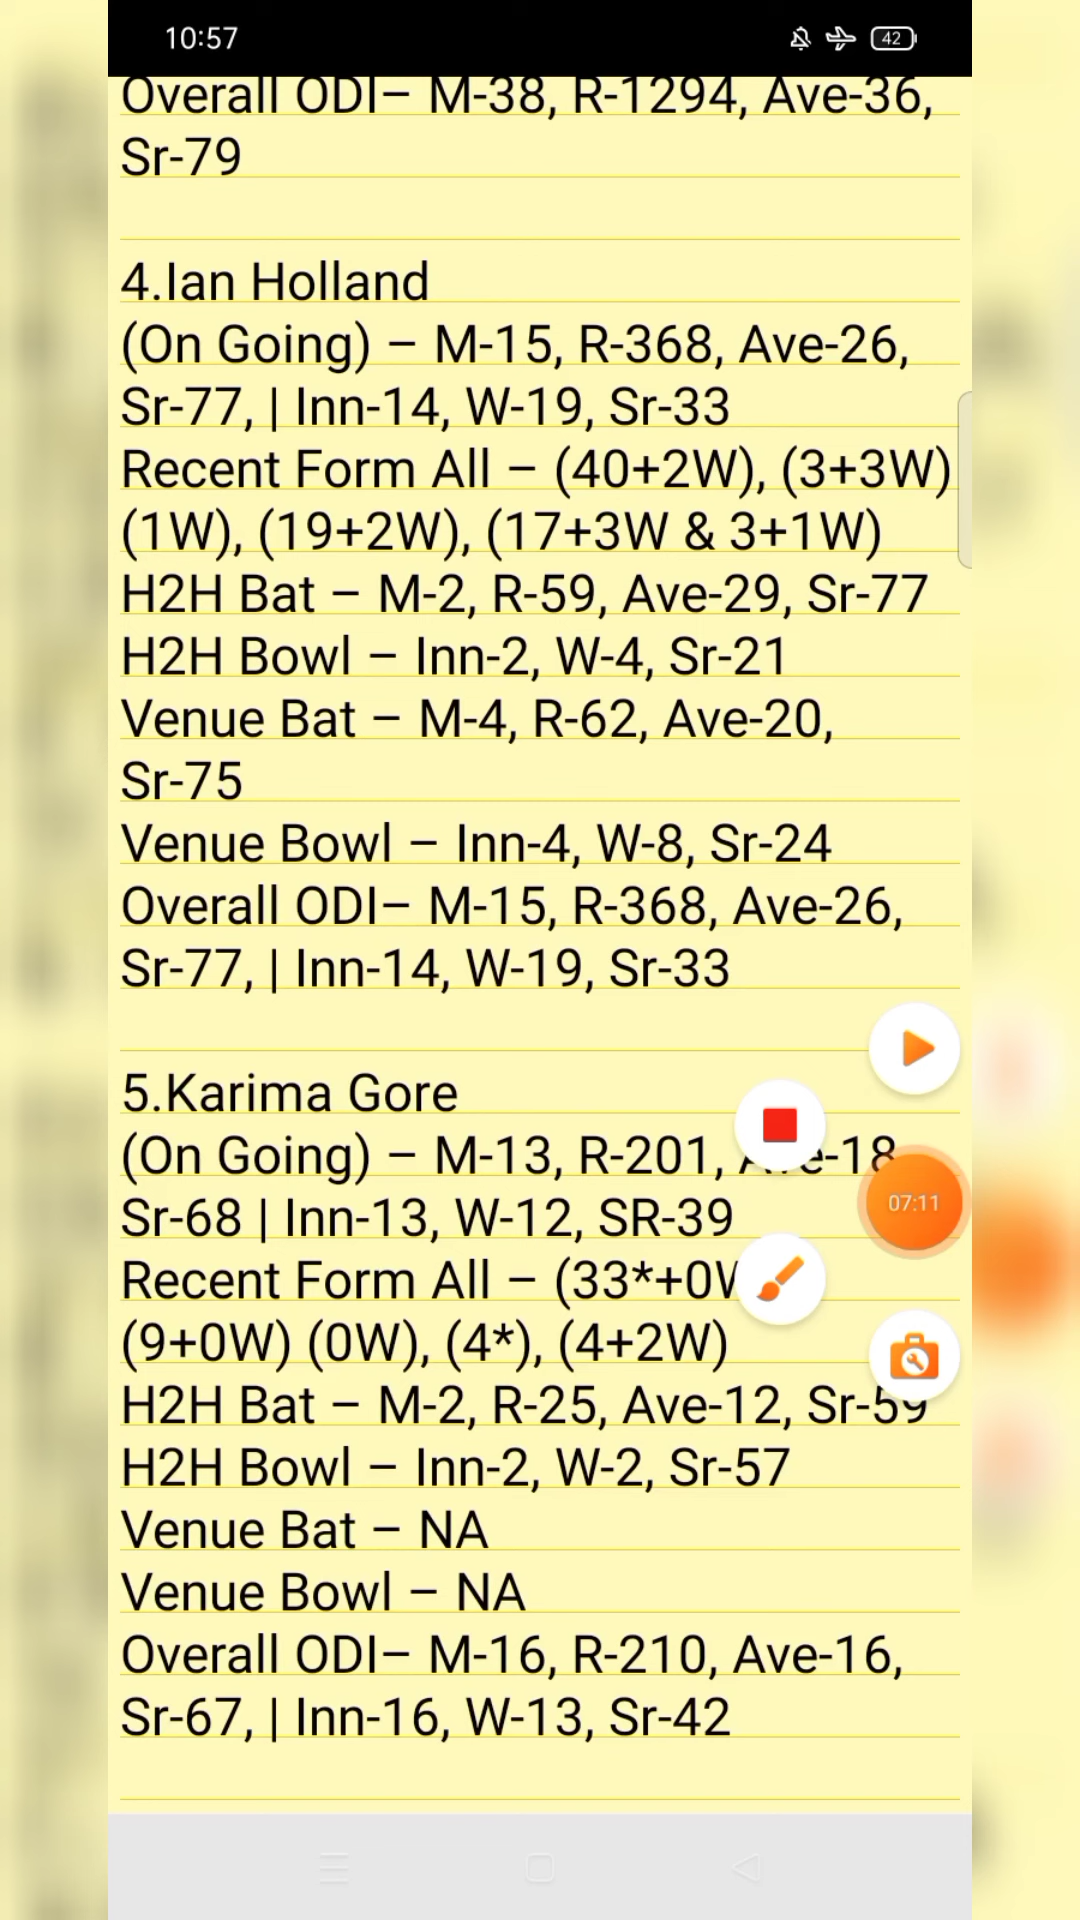 10:57
42
Overall ODI– M-38, R-1294, Ave-36,
Sr-79
4.Ian Holland
(On Going) – M-15, R-368, Ave-26,
Sr-77, | Inn-14, W-19, Sr-33
Recent Form All – (40+2W), (3+3W)
(1W), (19+2W), (17+3W & 3+1W)
H2H Bat – M-2, R-59, Ave-29, Sr-77
H2H Bowl – Inn-2, W-4, Sr-21
Venue Bat – M-4, R-62, Ave-20,
Sr-75
Venue Bowl – Inn-4, W-8, Sr-24
Overall ODI– M-15, R-368, Ave-26,
Sr-77, | Inn-14, W-19, Sr-33
5.Karima Gore
(On Going) – M-13, R-201, Ave-18
07:11
Sr-68 | Inn-13, W-12, SR-39
Recent Form All – (33*+0W
(9+0W) (0W), (4*), (4+2W)
H2H Bat – M-2, R-25, Ave-12, Sr-59
H2H Bowl – Inn-2, W-2, Sr-57
Venue Bat – NA
Venue Bowl – NA
Overall ODI– M-16, R-210, Ave-16,
Sr-67, | Inn-16, W-13, Sr-42